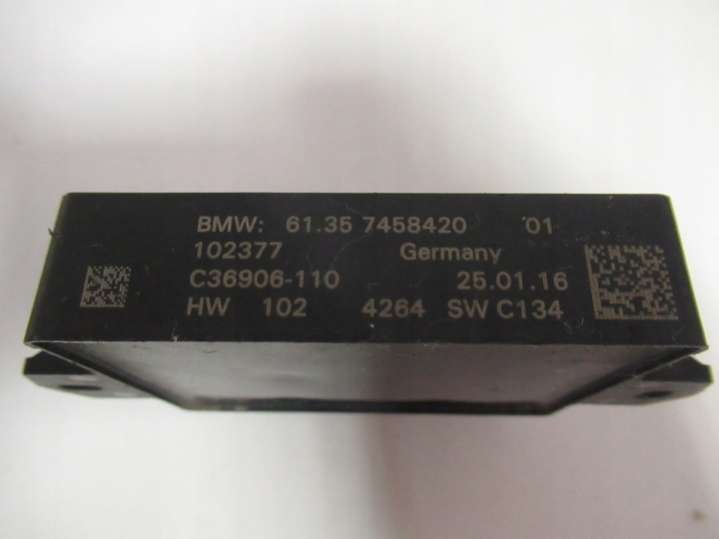 BMW: 61.35 7458420 01
102377 Germany
C36906-110 25.01.16
HW 102 4264 SW C134